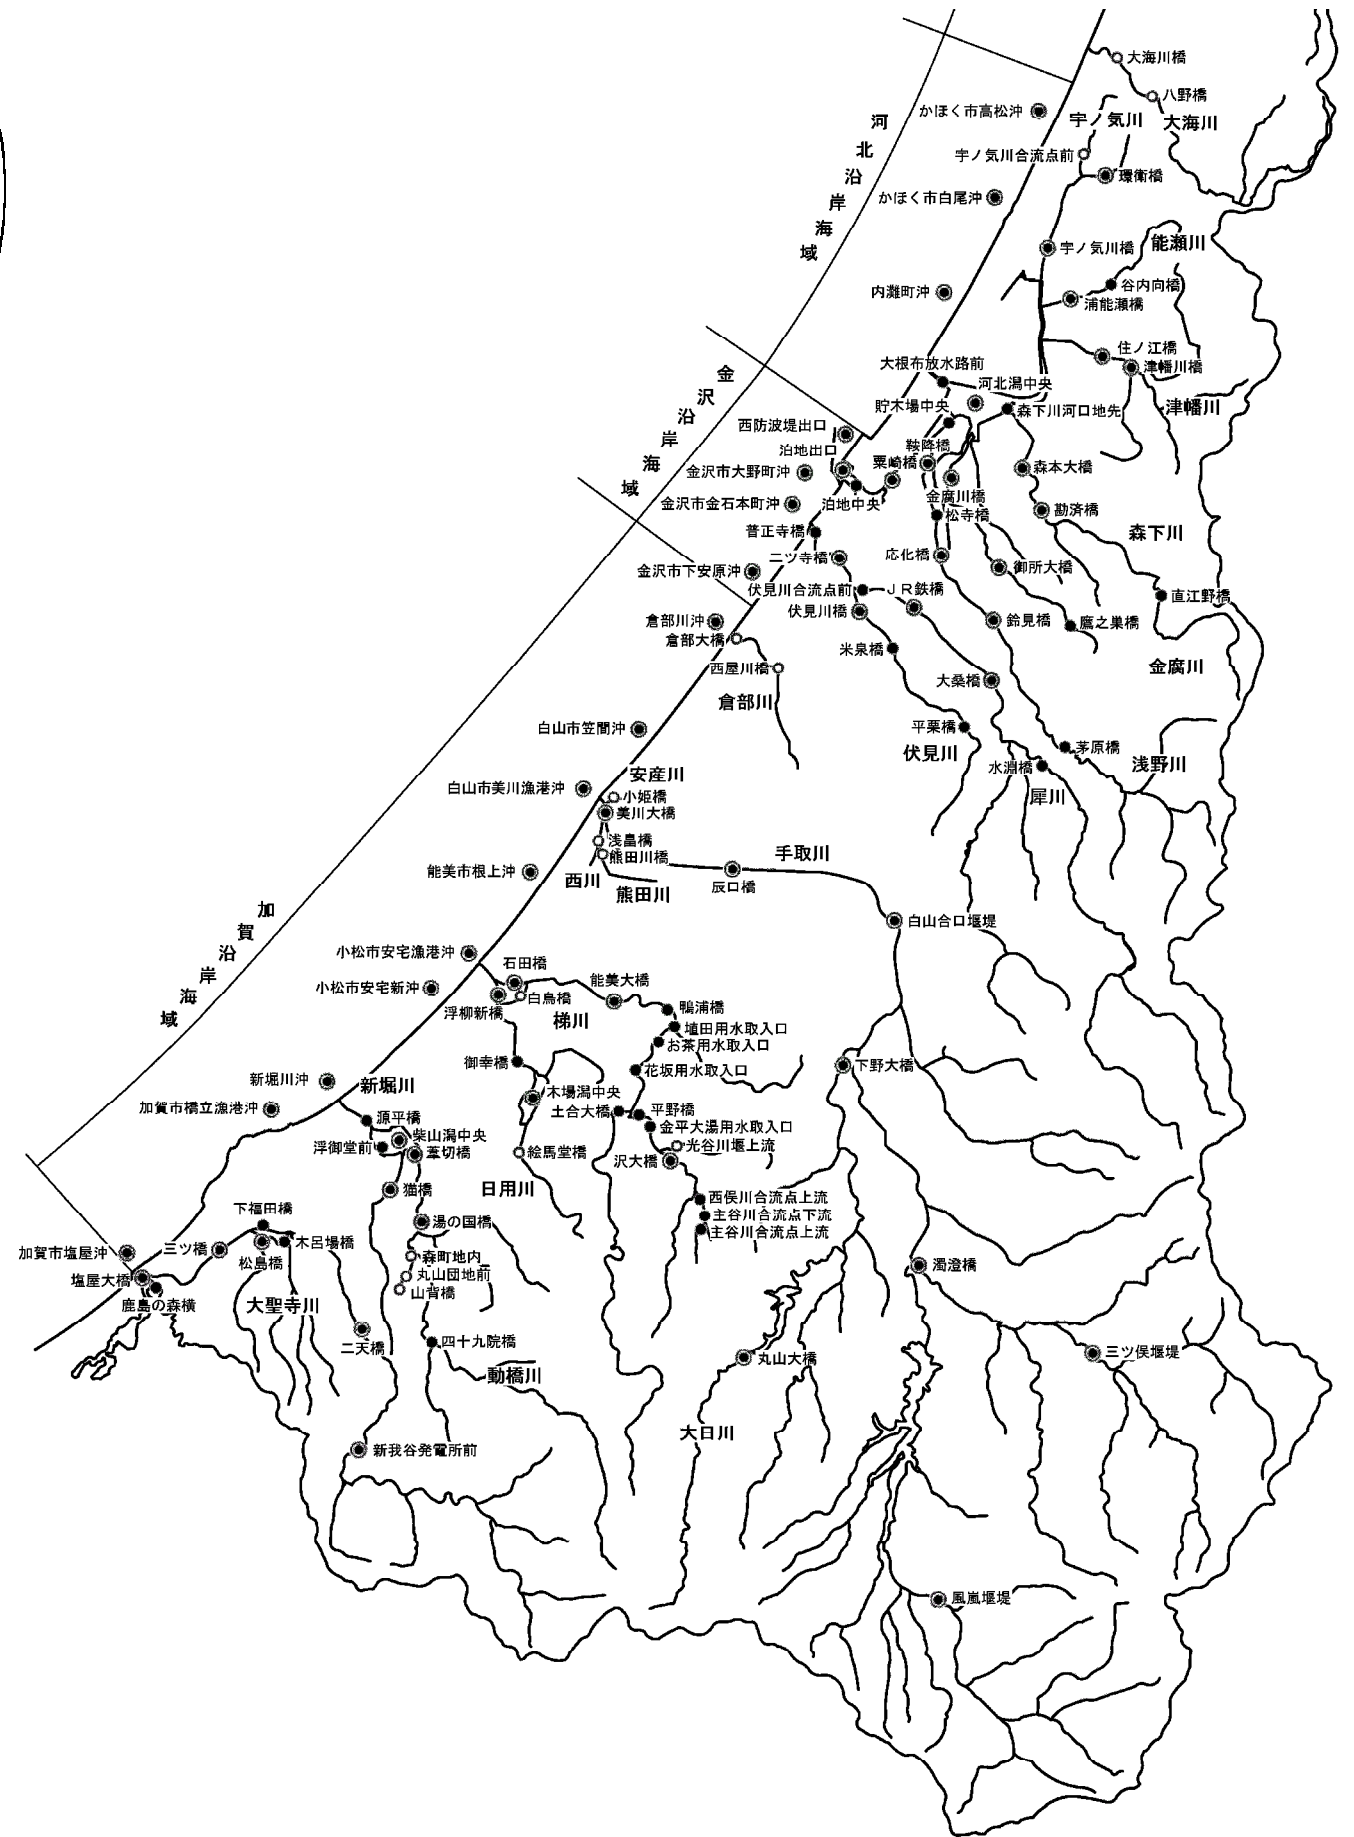 大海川橋
八野橋
かほく市高松沖
宇ノ気川
大海川
河北沿岸海域
宇ノ気川合流点前
環衛橋
かほく市白尾沖
宇ノ気川橋
能瀬川
谷内向橋
内灘町沖
浦能瀬橋
住ノ江橋
大根布放水路前
津幡川橋
金沢沿岸海域
河北潟中央
貯木場中央
森下川河口地先
津幡川
西防波堤出口
鞍降橋
泊地出口
粟崎橋
森本大橋
金沢市大野町沖
金腐川橋
金沢市金石本町沖
泊地中央
松寺橋
勘済橋
普正寺橋
森下川
二ツ寺橋
応化橋
金沢市下安原沖
御所大橋
伏見川合流点前
JR鉄橋
直江野橋
伏見川橋
倉部川沖
鈴見橋
鷹之巣橋
倉部大橋
米泉橋
西屋川橋
金腐川
大桑橋
倉部川
白山市笠間沖
平栗橋
伏見川
茅原橋
水淵橋
浅野川
安産川
白山市美川漁港沖
小姫橋
犀川
美川大橋
浅畠橋
熊田川橋
手取川
能美市根上沖
西川
熊田川
辰口橋
加賀沿岸海域
白山合口堰堤
小松市安宅漁港沖
石田橋
能美大橋
小松市安宅新沖
白鳥橋
鴨浦橋
浮柳新橋
梯川
埴田用水取入口
お茶用水取入口
御幸橋
花坂用水取入口
下野大橋
新堀川沖
新堀川
木場潟中央
加賀市橋立漁港沖
源平橋
土合大橋
平野橋
金平大湯用水取入口
柴山潟中央
浮御堂前
葦切橋
絵馬堂橋
光谷川堰上流
沢大橋
猫橋
日用川
西俣川合流点上流
下福田橋
主谷川合流点下流
湯の国橋
主谷川合流点上流
三ツ橋
木呂場橋
加賀市塩屋沖
松島橋
森町地内
濁澄橋
塩屋大橋
丸山団地前
山背橋
鹿島の森横
大聖寺川
二天橋
四十九院橋
三ツ俣堰堤
丸山大橋
動橋川
大日川
新我谷発電所前
風嵐堰堤